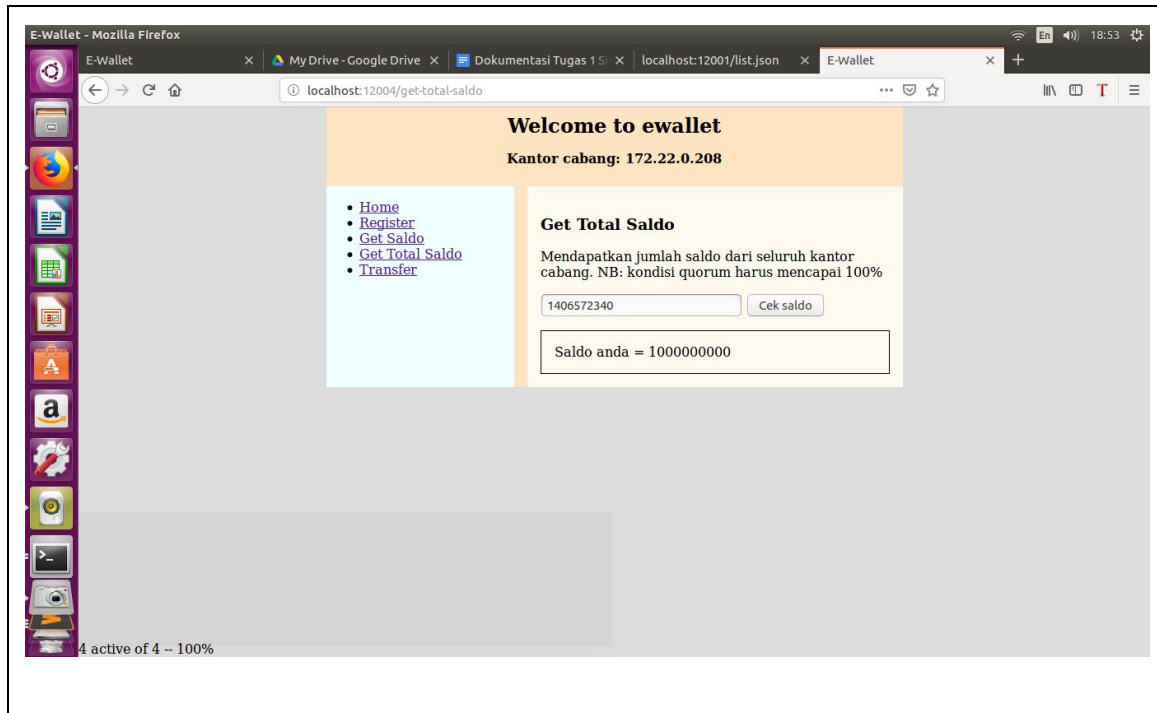 E-Wallet - Mozilla Firefox
En
18:53
E-Wallet
My Drive - Google Drive
Dokumentasi Tugas 1 Si
localhost:12001/list.json
E-Wallet
localhost:12004/get-total-saldo
T
Welcome to ewallet
Kantor cabang: 172.22.0.208
Home
Register
Get Saldo
Get Total Saldo
Transfer
Get Total Saldo
Mendapatkan jumlah saldo dari seluruh kantor
cabang. NB: kondisi quorum harus mencapai 100%
1406572340
Cek saldo
Saldo anda = 1000000000
4 active of 4 -- 100%